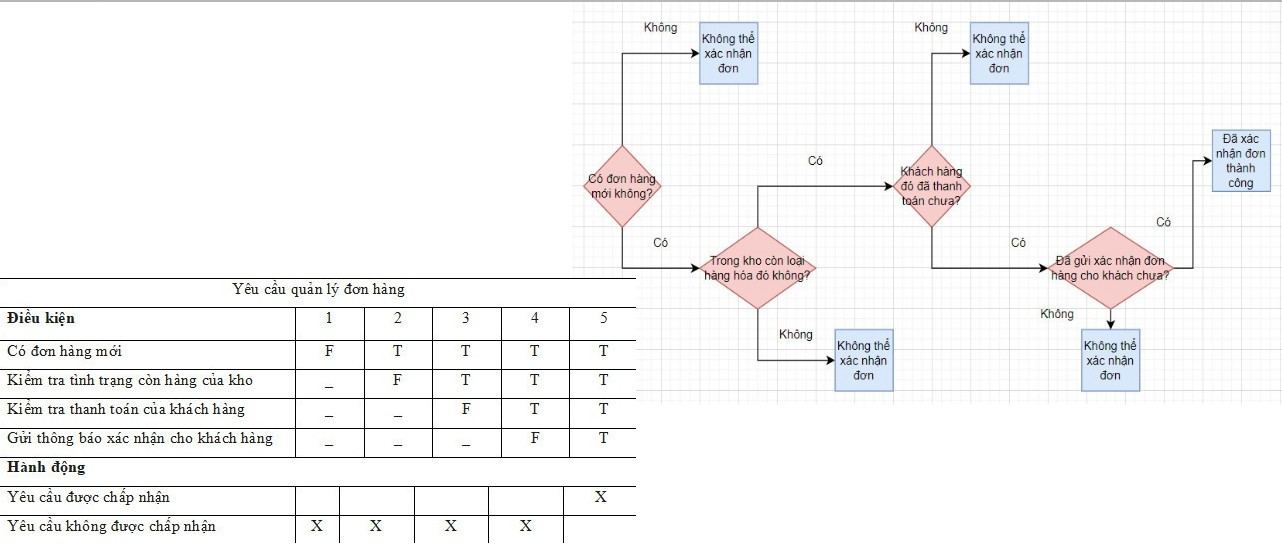 Không
Không thể
xác nhận
đơn
Không
Không thể
xác nhận
đơn
Đã xác
nhận đơn
thành
công
Có đơn hàng
mới không?
Có
Khách hàng
đó đã thanh
toán chưa?
Có
Có
Trong kho còn loại
hàng hóa đó không?
Có
Đã gửi xác nhận đơn
hàng cho khách chưa?
Không
Không thể
xác nhận
đơn
Không
Không thể
xác nhận
đơn
Yêu cầu quản lý đơn hàng
Điều kiện 1 2 3 4 5
Có đơn hàng mới F T T T T
Kiểm tra tình trạng còn hàng của kho _ F T T T
Kiểm tra thanh toán của khách hàng _ _ F T T
Gửi thông báo xác nhận cho khách hàng _ _ _ F T
Hành động
Yêu cầu được chấp nhận X
Yêu cầu không được chấp nhận X X X X